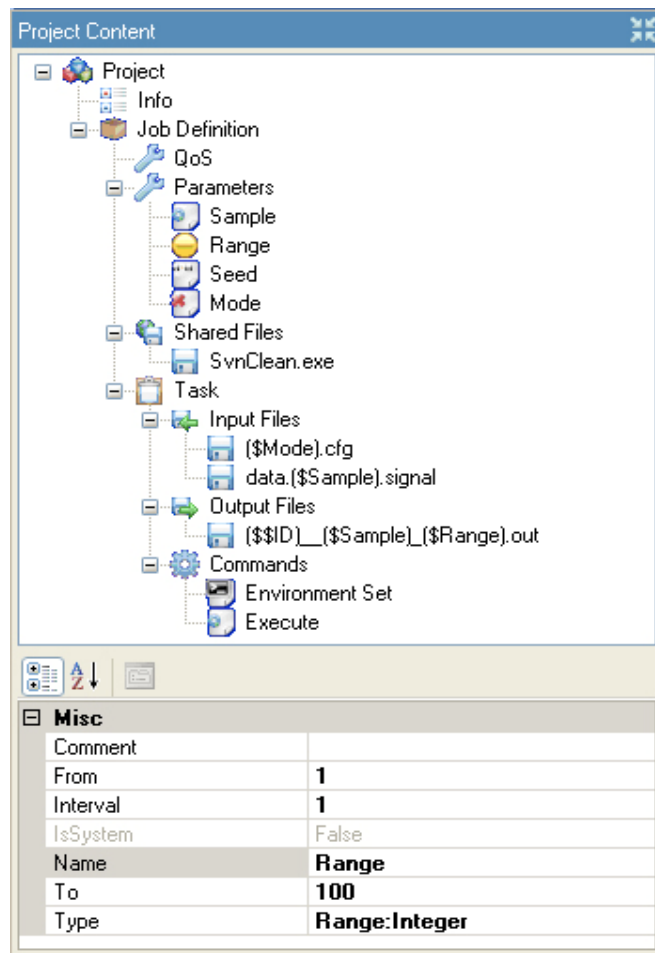 Project Content
Project
Info
Job Definition
QoS
Parameters
Sample
Range
Seed
Mode
Shared Files
SvnClean.exe
Task
Input Files
($Mode).cfg
data.($Sample).signal
Output Files
($$ID)__($Sample)_($Range).out
Commands
Environment Set
Execute
Misc
Comment
From 1
Interval 1
IsSystem False
Name Range
To 100
Type Range:Integer